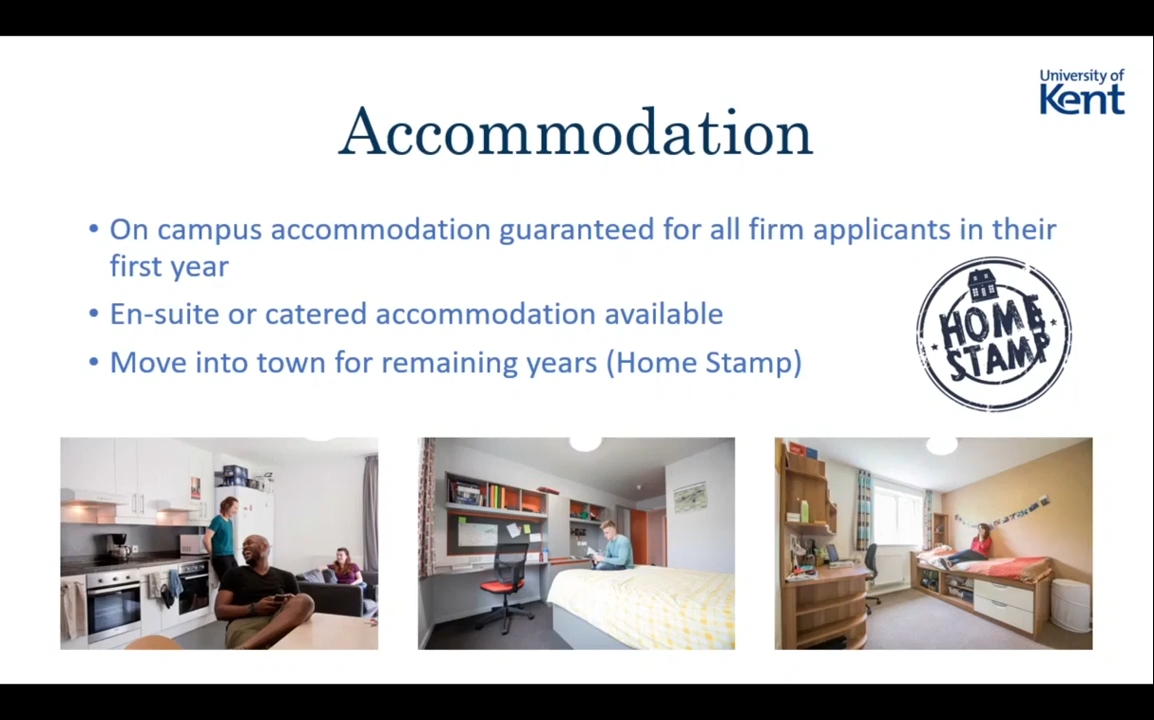 University of
Kent
Accommodation
• On campus accommodation guaranteed for all firm applicants in their
first year
• En-suite or catered accommodation available
• Move into town for remaining years (Home Stamp)
HOME
STAMP